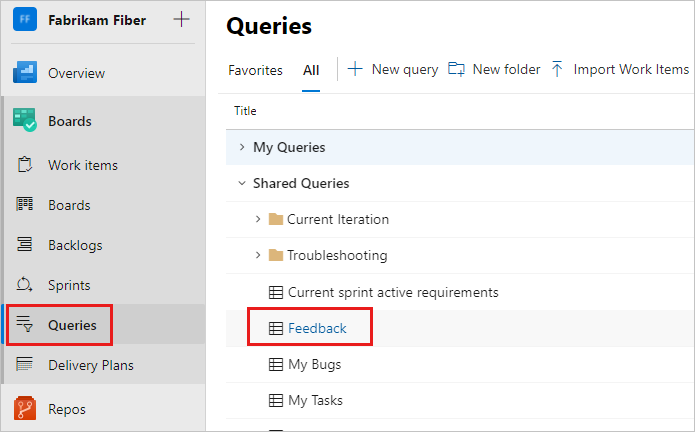 FF Fabrikam Fiber
Overview
Boards
Work items
Boards
Backlogs
Sprints
Queries
Delivery Plans
Repos
Queries
Favorites All New query New folder Import Work Items
Title
My Queries
Shared Queries
Current Iteration
Troubleshooting
Current sprint active requirements
Feedback
My Bugs
My Tasks